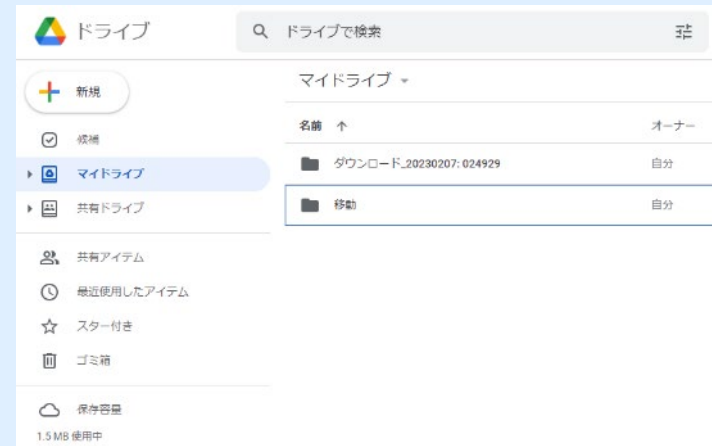 ドライブ
ドライブで検索
新規
候補
マイドライブ
共有ドライブ
共有アイテム
最近使用したアイテム
スター付き
ゴミ箱
保存容量
1.5 MB 使用中
マイドライブ
名前 ↑ オーナー
ダウンロード_20230207: 024929 自分
移動 自分